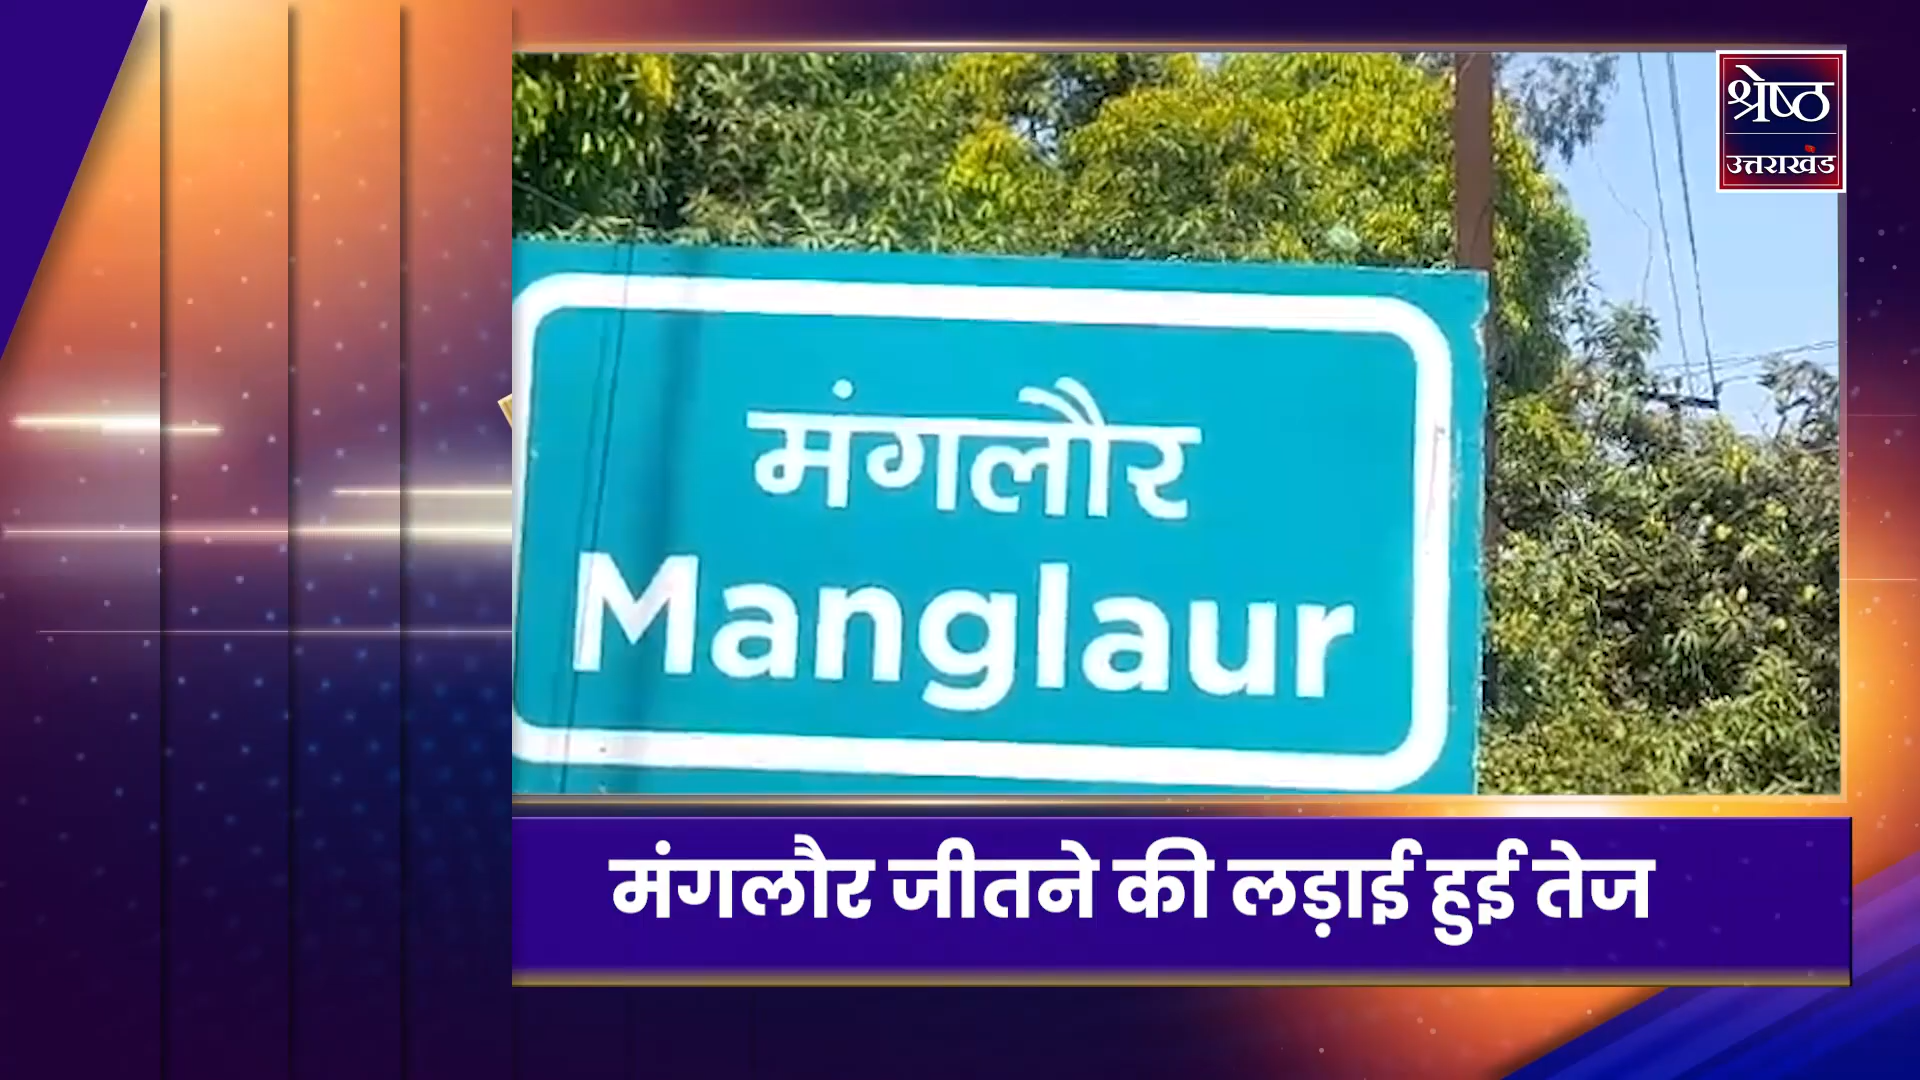 श्रेष्ठ
उत्तराखंड
मंगलौर
Manglaur
मंगलौर जीतने की लड़ाई हुई तेज